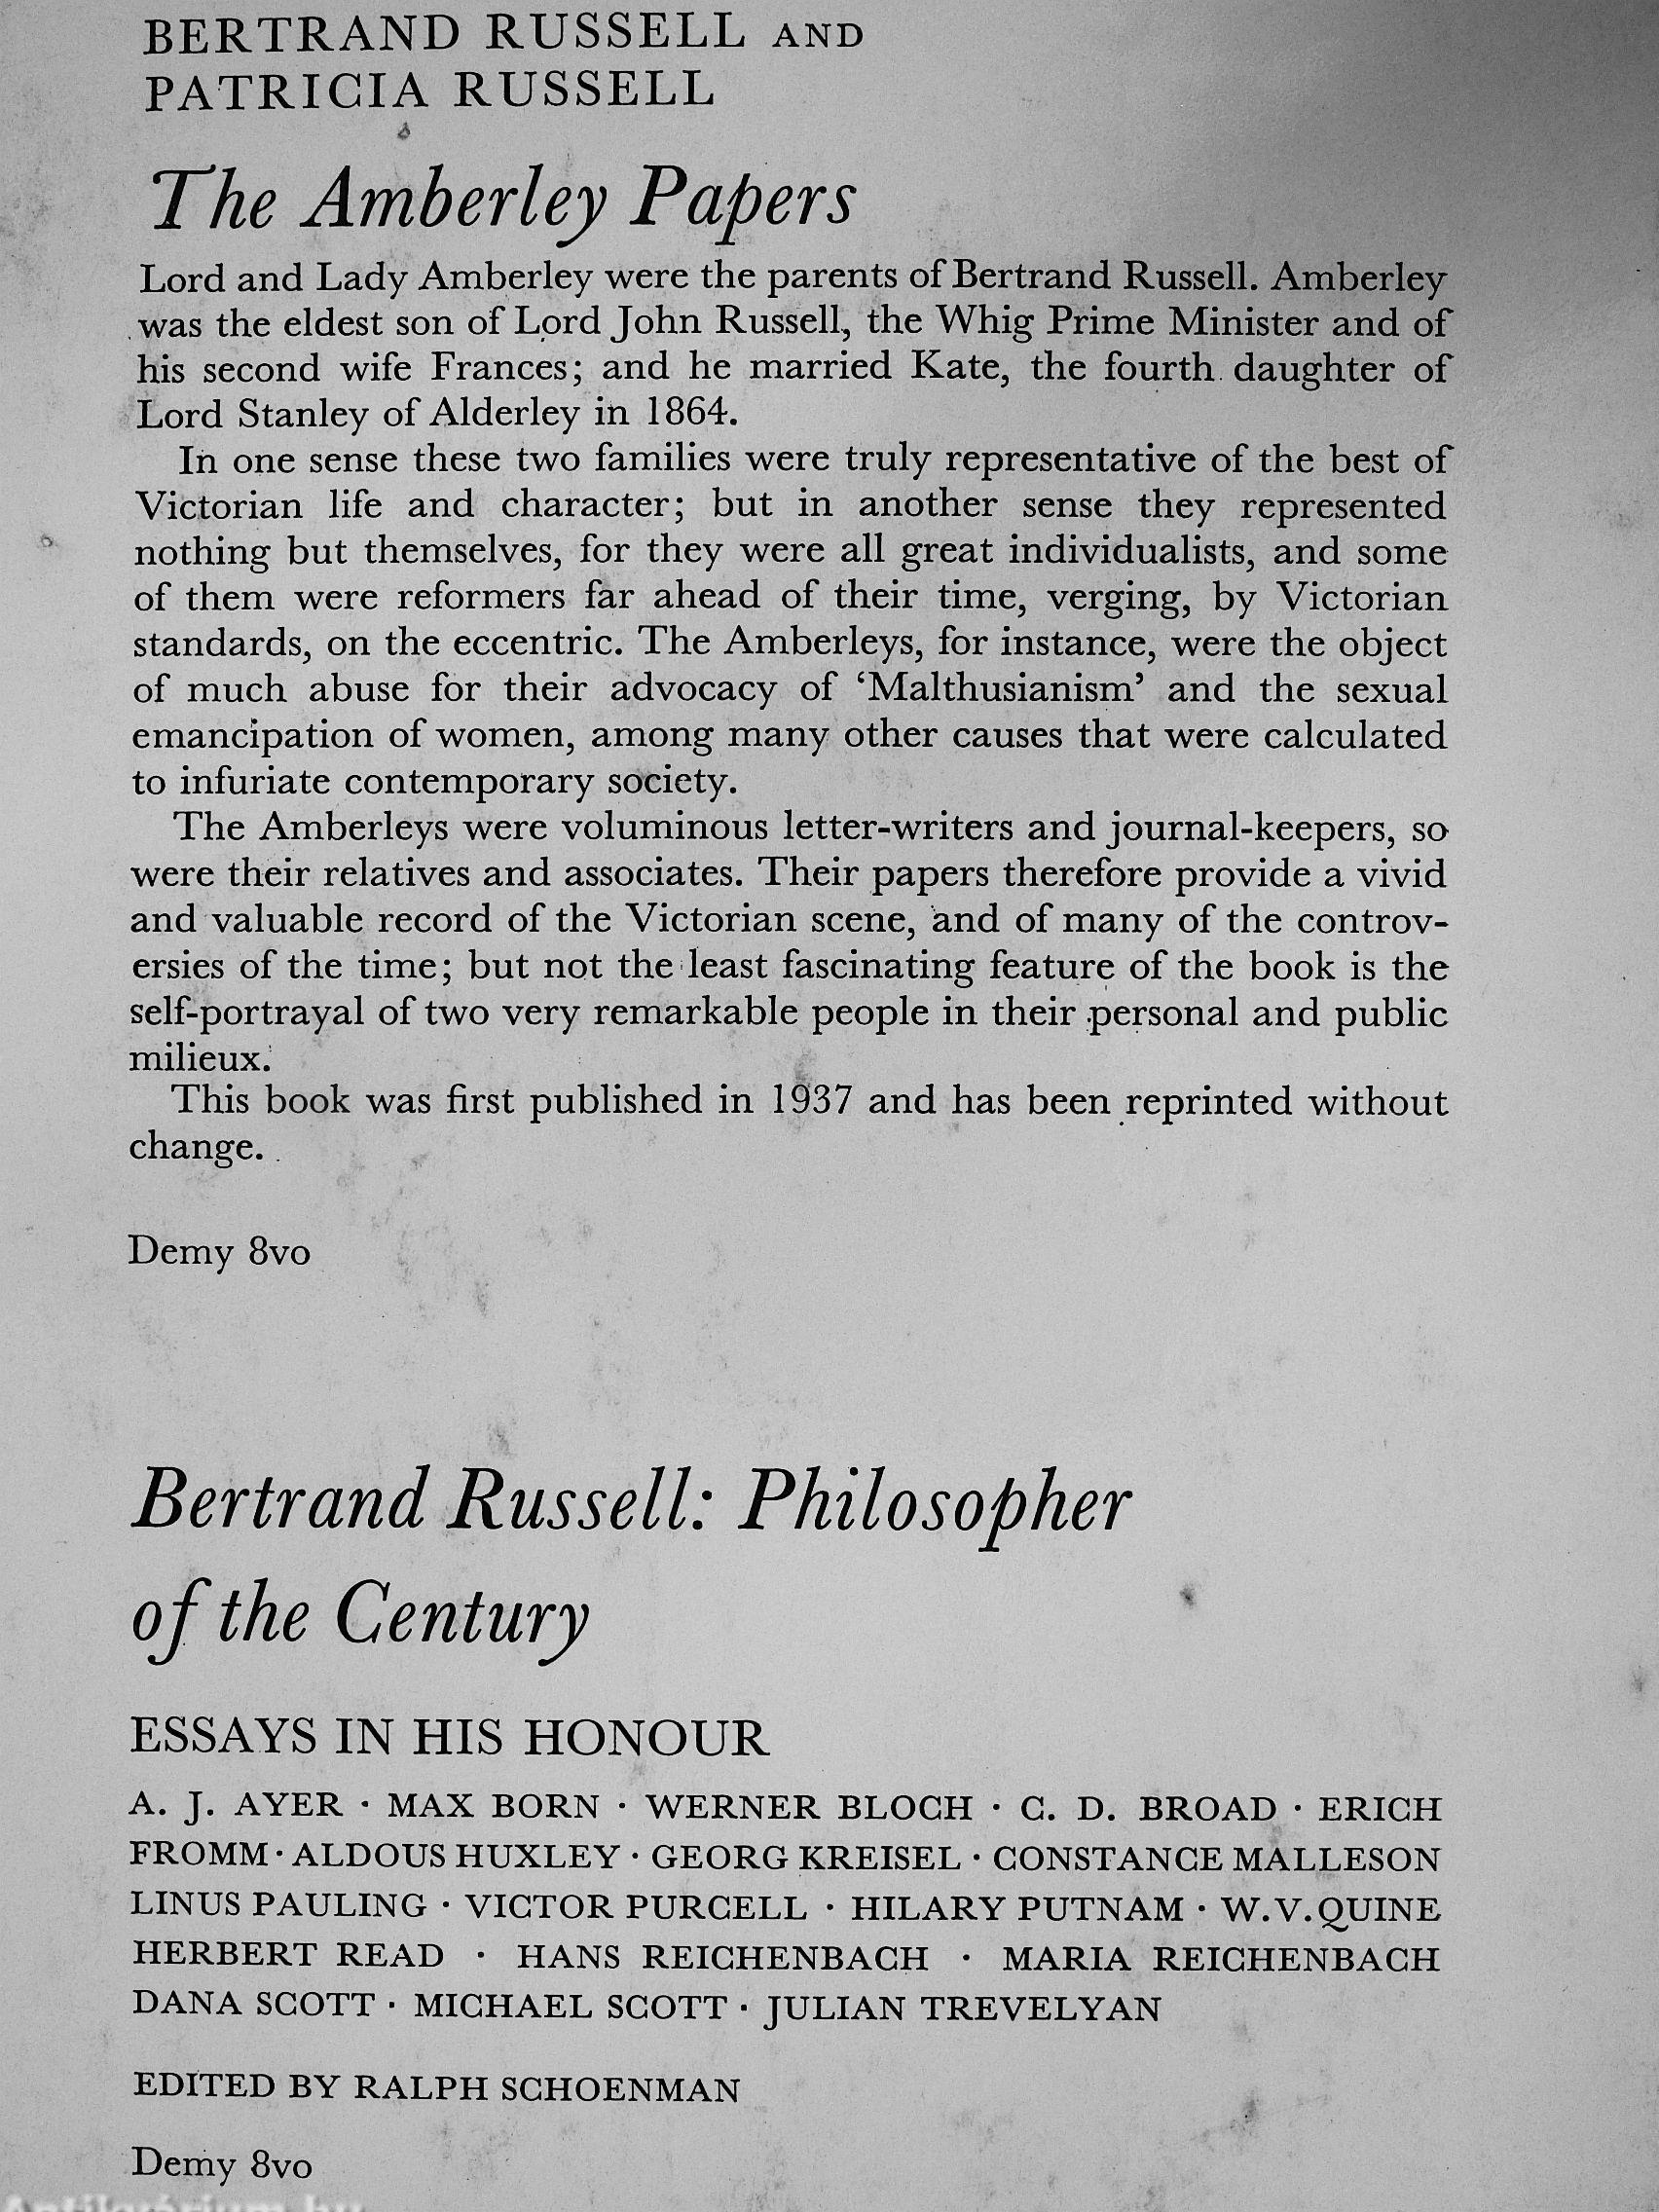 BERTRAND RUSSELL AND
PATRICIA RUSSELL
The Amberley Papers
Lord and Lady Amberley were the parents of Bertrand Russell. Amberley
was the eldest son of Lord John Russell, the Whig Prime Minister and of
his second wife Frances; and he married Kate, the fourth daughter of
Lord Stanley of Alderley in 1864.
In one sense these two families were truly representative of the best of
Victorian life and character; but in another sense they represented
nothing but themselves, for they were all great individualists, and some
of them were reformers far ahead of their time, verging, by Victorian
standards, on the eccentric. The Amberleys, for instance, were the object
of much abuse for their advocacy of ‘Malthusianism’ and the sexual
emancipation of women, among many other causes that were calculated
to infuriate contemporary society.
The Amberleys were voluminous letter-writers and journal-keepers, so
were their relatives and associates. Their papers therefore provide a vivid
and valuable record of the Victorian scene, and of many of the controv-
ersies of the time; but not the least fascinating feature of the book is the
self-portrayal of two very remarkable people in their personal and public
milieux.
This book was first published in 1937 and has been reprinted without
change.
Demy 8vo
Bertrand Russell: Philosopher
of the Century
ESSAYS IN HIS HONOUR
A. J. AYER · MAX BORN · WERNER BLOCH · C. D. BROAD · ERICH
FROMM · ALDOUS HUXLEY · GEORG KREISEL · CONSTANCE MALLESON
LINUS PAULING · VICTOR PURCELL · HILARY PUTNAM · W.V.QUINE
HERBERT READ · HANS REICHENBACH · MARIA REICHENBACH
DANA SCOTT · MICHAEL SCOTT · JULIAN TREVELYAN
EDITED BY RALPH SCHOENMAN
Demy 8vo